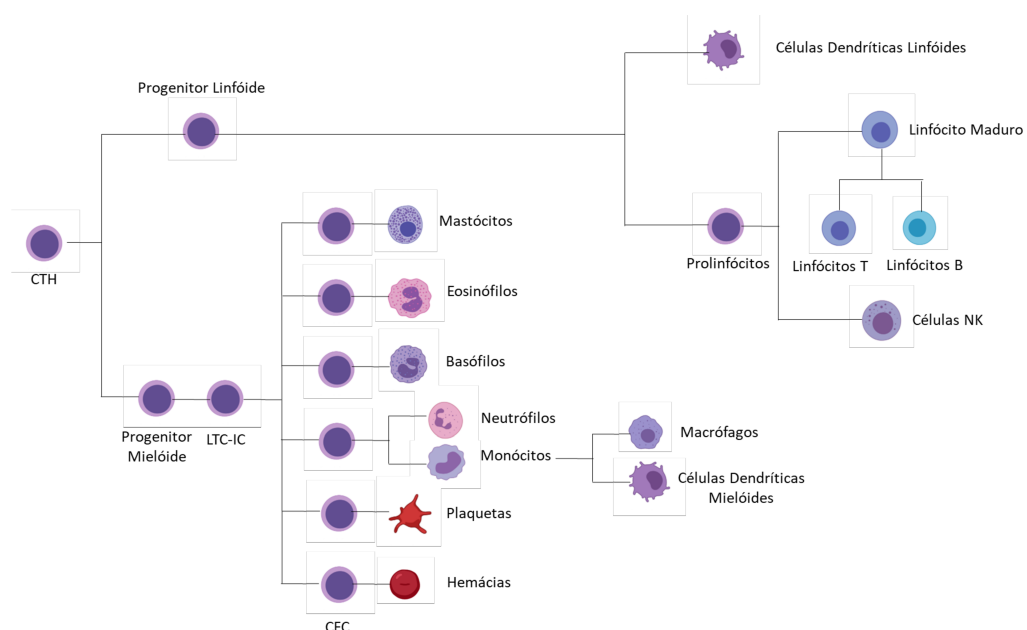 Células Dendríticas Linfóides
Progenitor Linfóide
Linfócito Maduro
Mastócitos
Prolinfócitos
Linfócitos T
Linfócitos B
CTH
Eosinófilos
Células NK
Basófilos
Neutrófilos
Progenitor
Mielóide
LTC-IC
Macrófagos
Monócitos
Células Dendríticas
Mielóides
Plaquetas
Hemácias
CFC